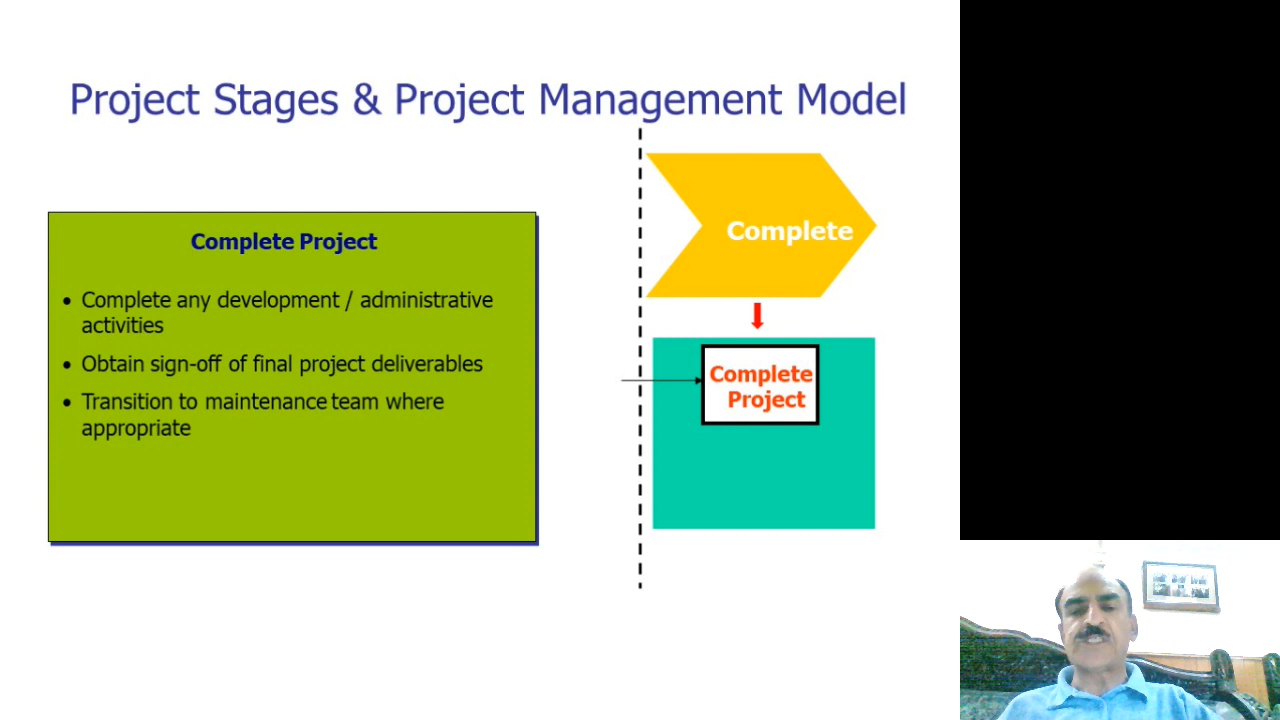 Project Stages & Project Management Model
Complete Project
• Complete any development / administrative
activities
• Obtain sign-off of final project deliverables
• Transition to maintenance team where
appropriate
Complete
Complete
Project